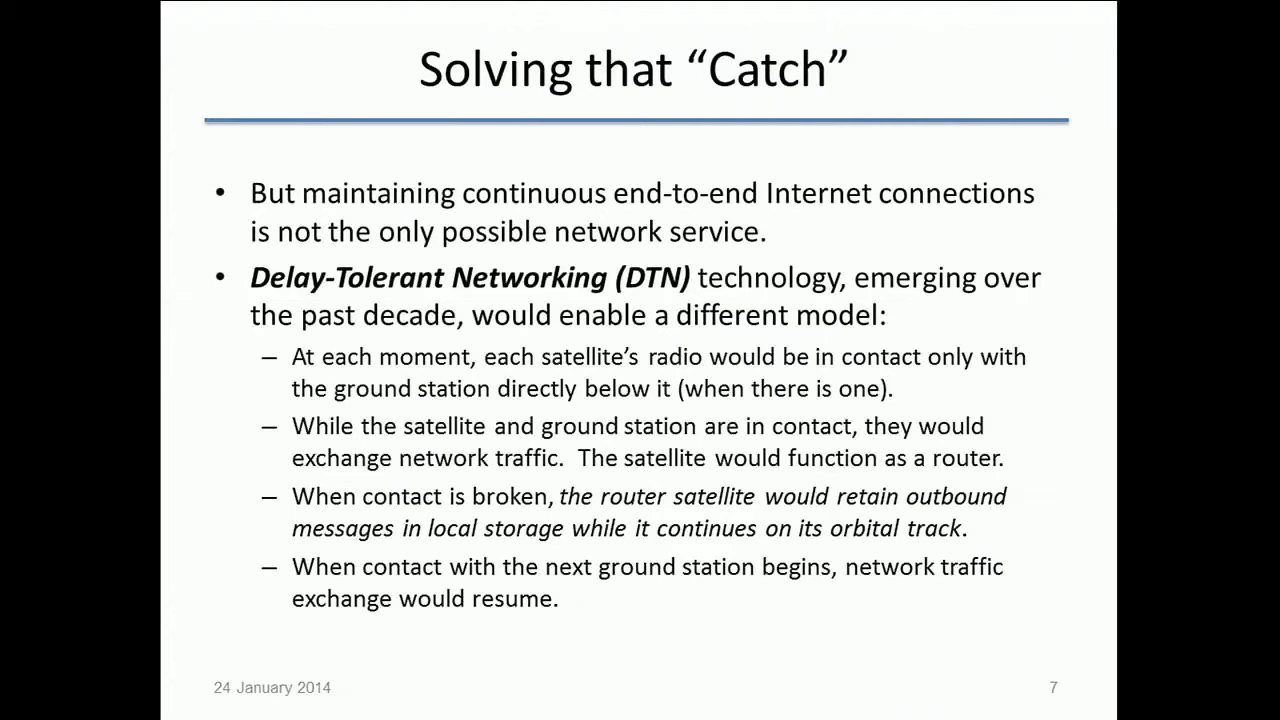 Solving that “Catch”
• But maintaining continuous end-to-end Internet connections
is not the only possible network service.
• Delay-Tolerant Networking (DTN) technology, emerging over
the past decade, would enable a different model:
– At each moment, each satellite’s radio would be in contact only with
the ground station directly below it (when there is one).
– While the satellite and ground station are in contact, they would
exchange network traffic.  The satellite would function as a router.
– When contact is broken, the router satellite would retain outbound
messages in local storage while it continues on its orbital track.
– When contact with the next ground station begins, network traffic
exchange would resume.
24 January 2014
7